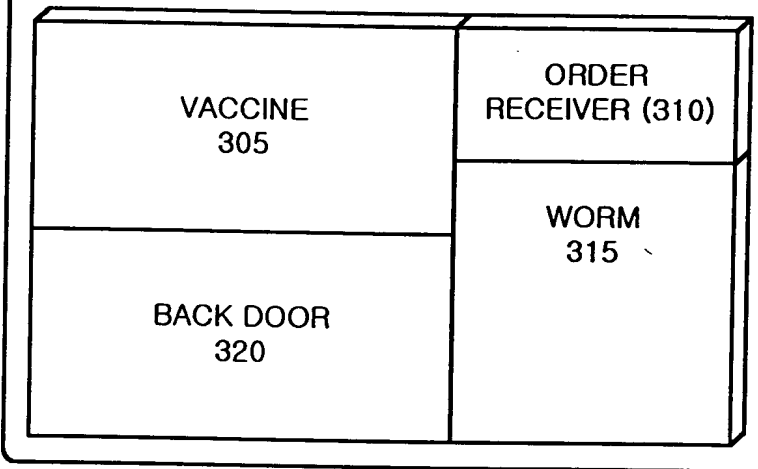 VACCINE
305
ORDER
RECEIVER (310)
WORM
315
BACK DOOR
320